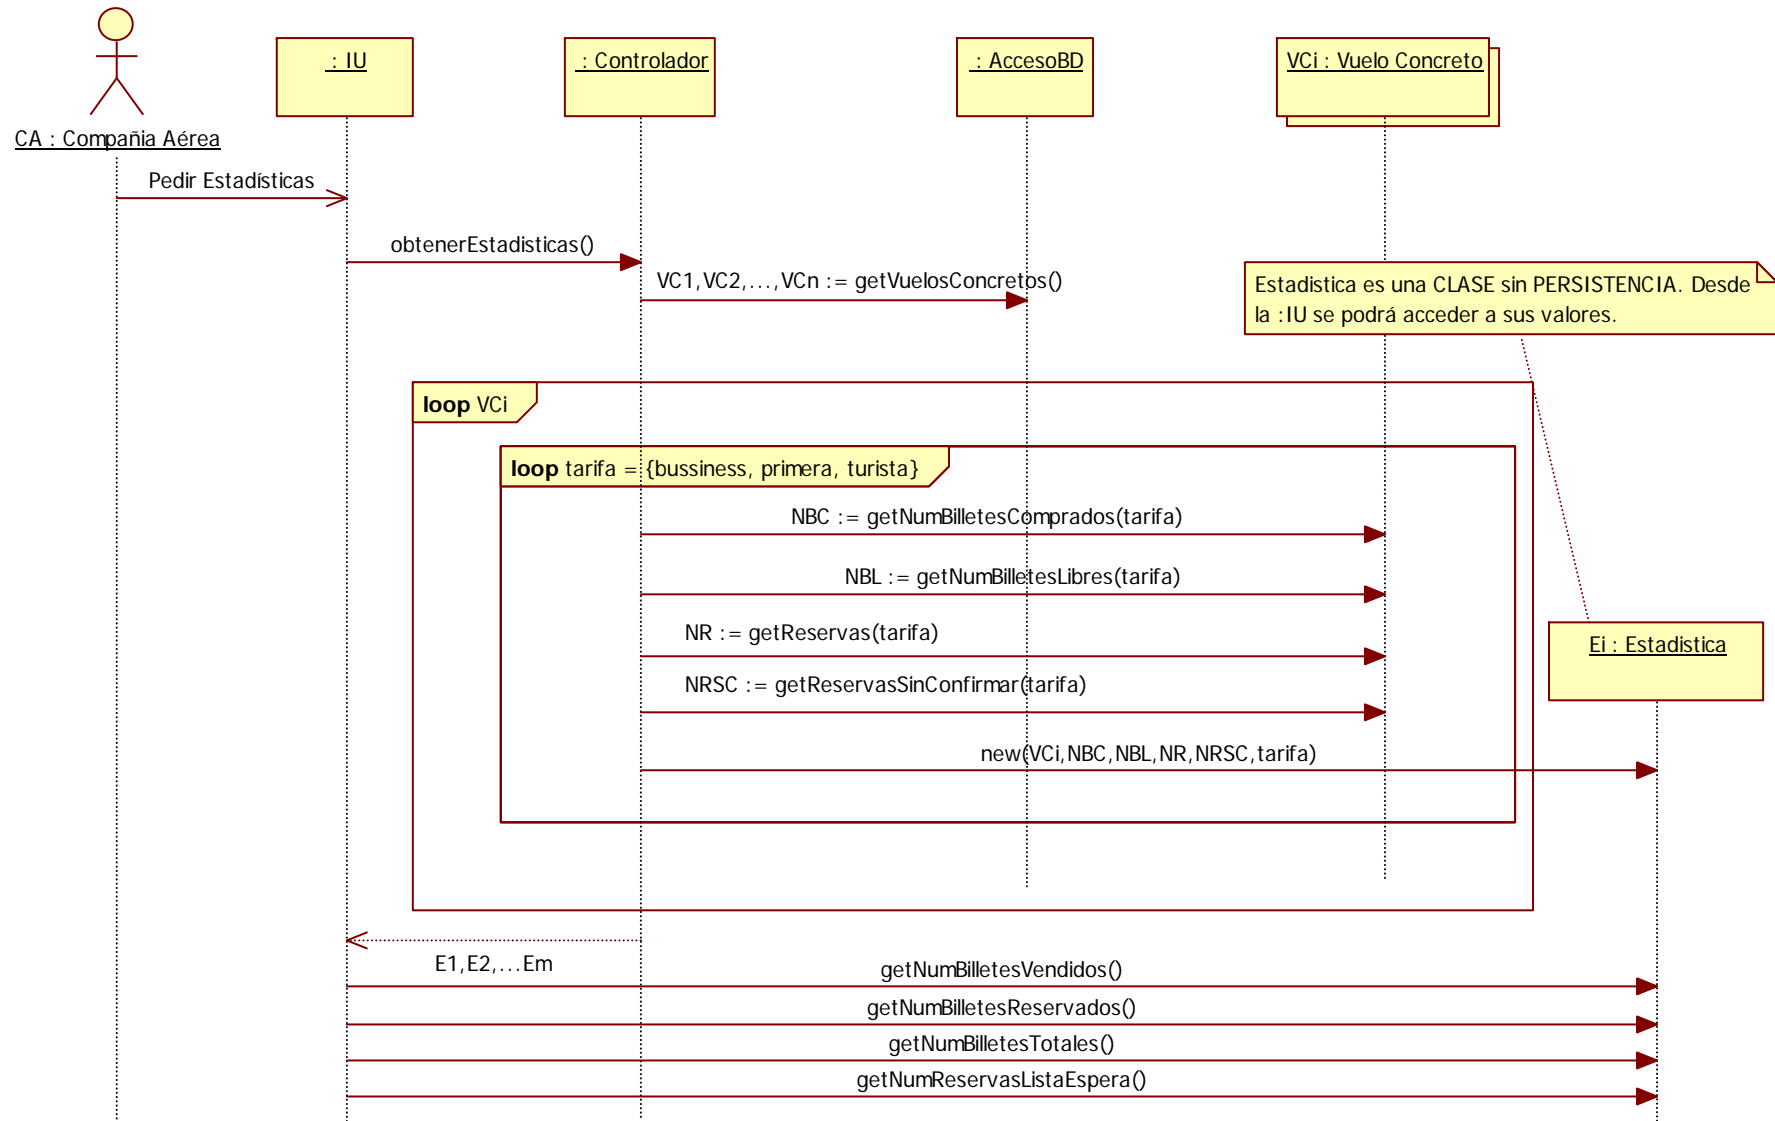 : IU
: Controlador
: AccesoBD
VCi : Vuelo Concreto
CA : Compañia Aérea
Pedir Estadísticas
obtenerEstadisticas()
VC1,VC2,...,VCn := getVuelosConcretos()
Estadistica es una CLASE sin PERSISTENCIA. Desde
la :IU se podrá acceder a sus valores.
loop VCi
loop tarifa = {bussiness, primera, turista}
NBC := getNumBilletesComprados(tarifa)
NBL := getNumBilletesLibres(tarifa)
NR := getReservas(tarifa)
Ei : Estadistica
NRSC := getReservasSinConfirmar(tarifa)
new(VCi,NBC,NBL,NR,NRSC,tarifa)
E1,E2,...Em
getNumBilletesVendidos()
getNumBilletesReservados()
getNumBilletesTotales()
getNumReservasListaEspera()